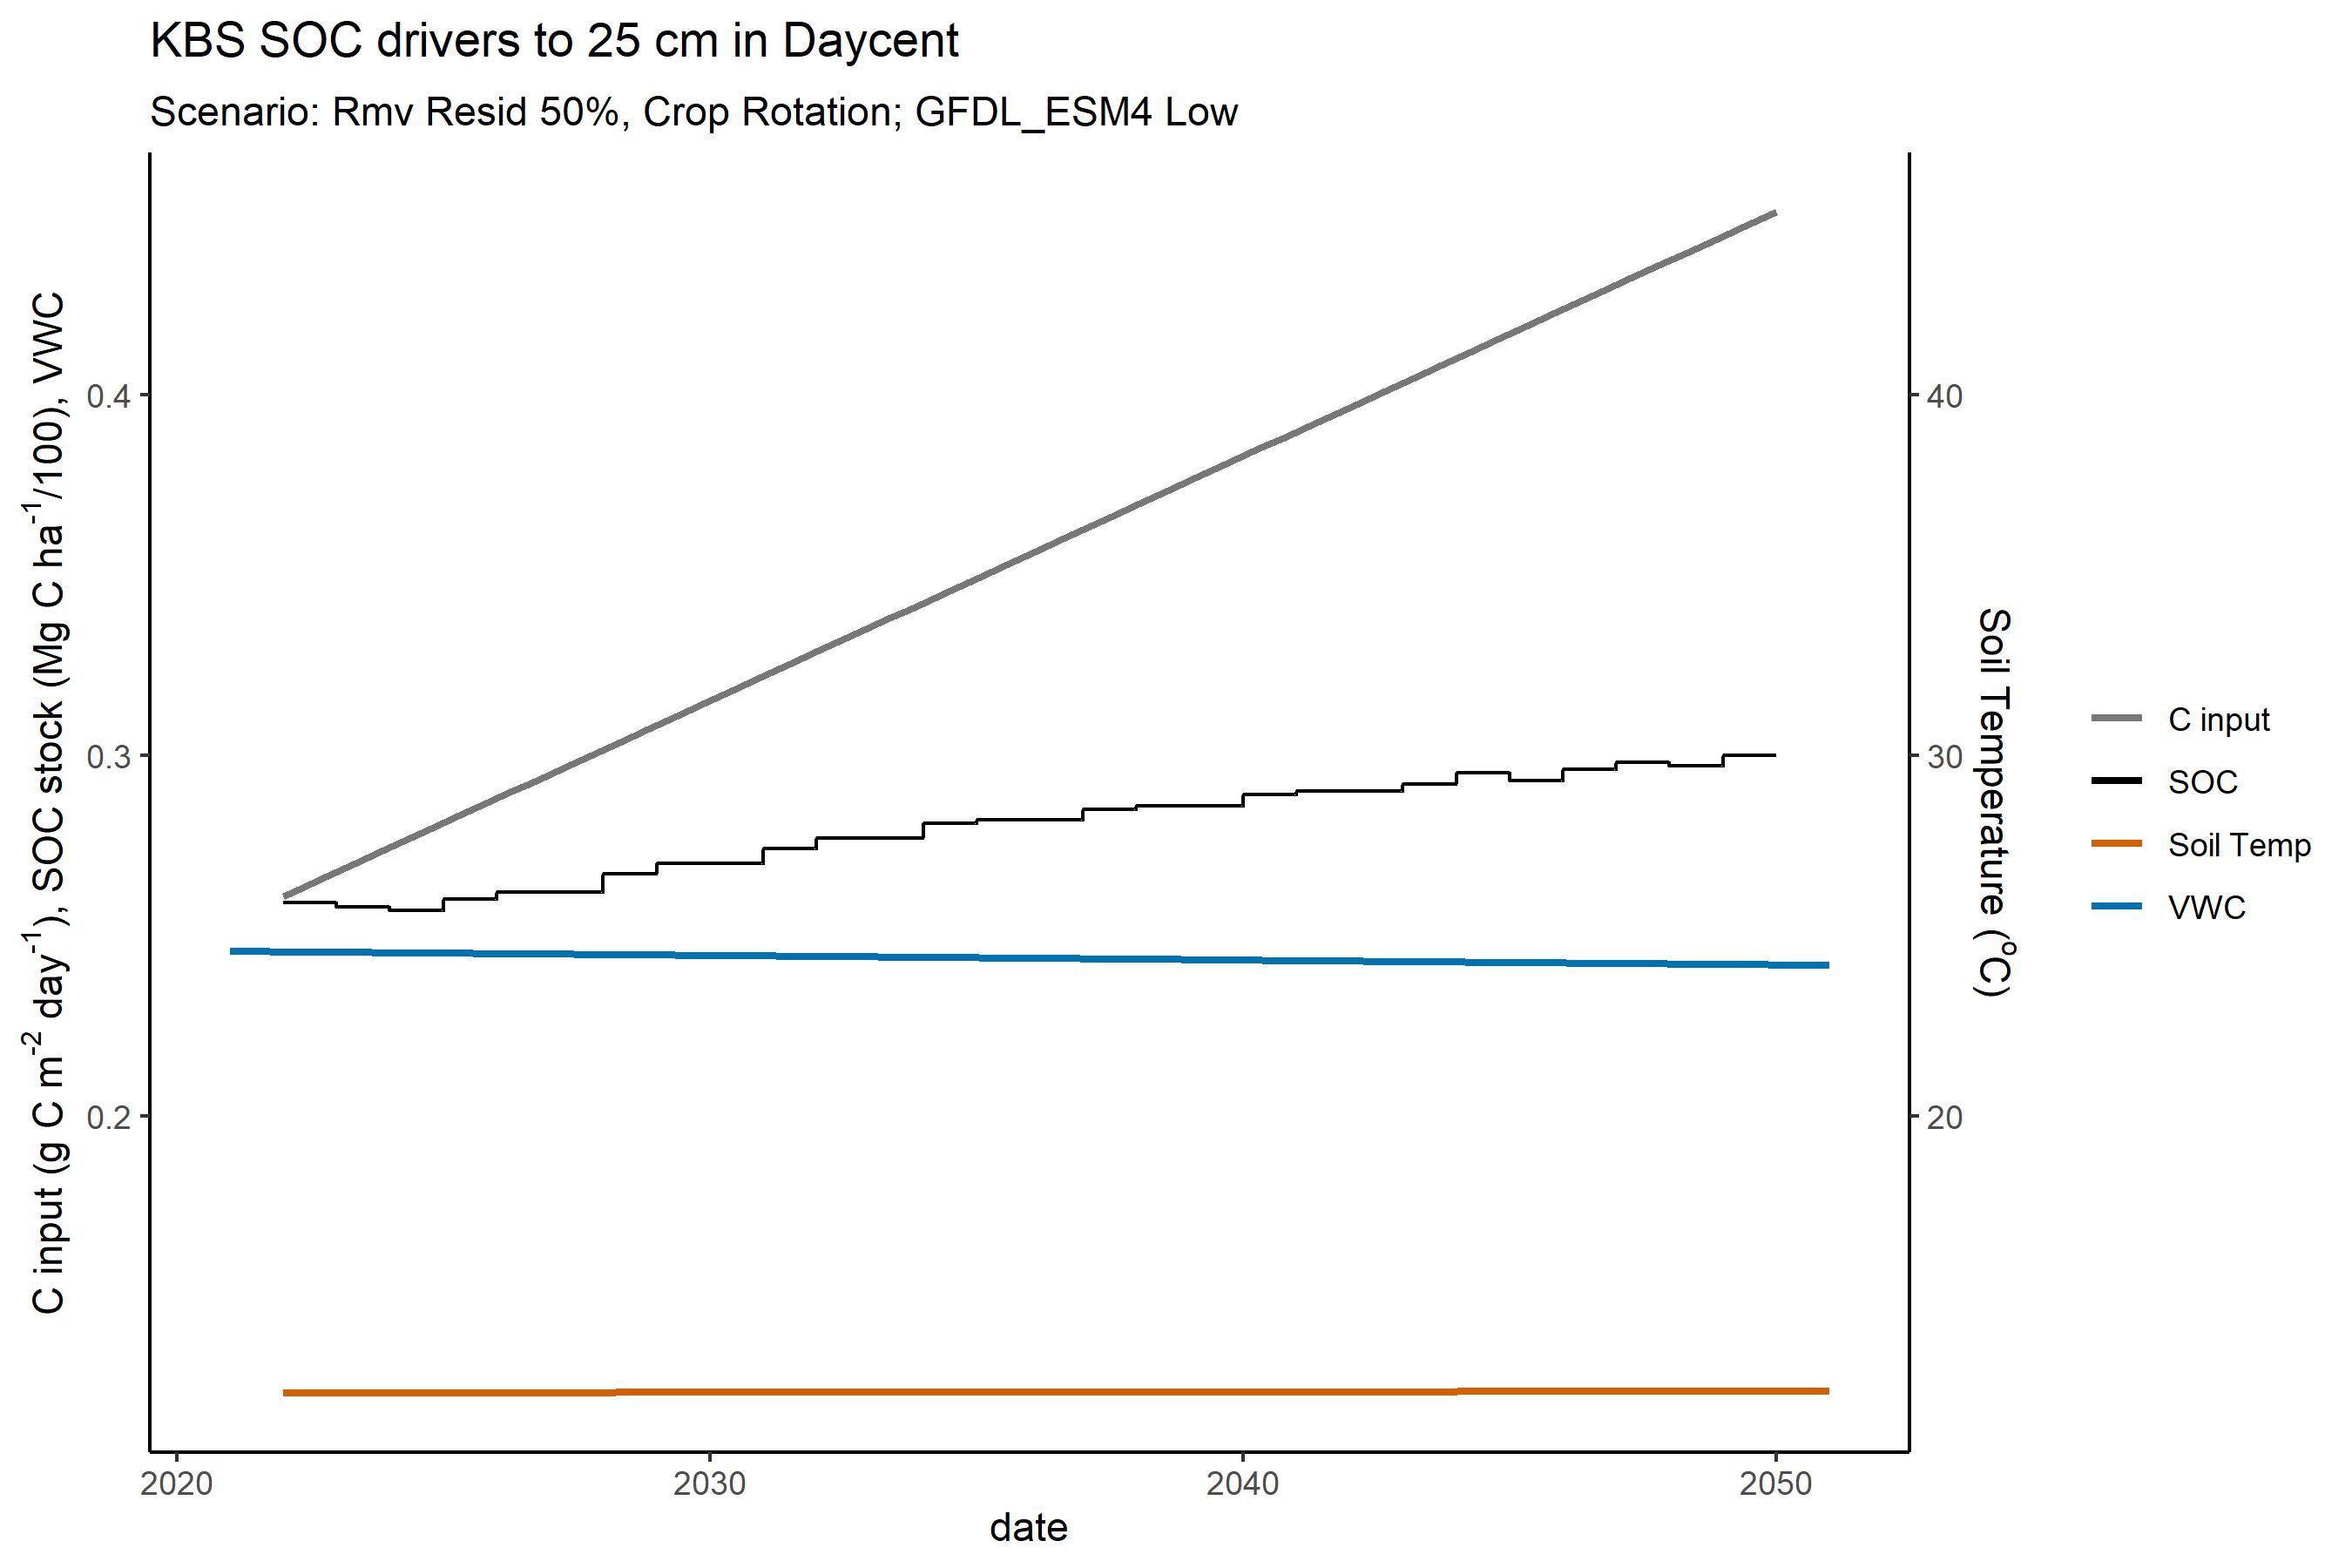 KBS SOC drivers to 25 cm in Daycent
Scenario: Rmv Resid 50%, Crop Rotation; GFDL_ESM4 Low
C input (g C m-2 day-1), SOC stock (Mg C ha-1/100), VWC
0.4
0.3
0.2
2020
2030
2040
2050
date
40
30
20
Soil Temperature (oC)
C input
SOC
Soil Temp
VWC